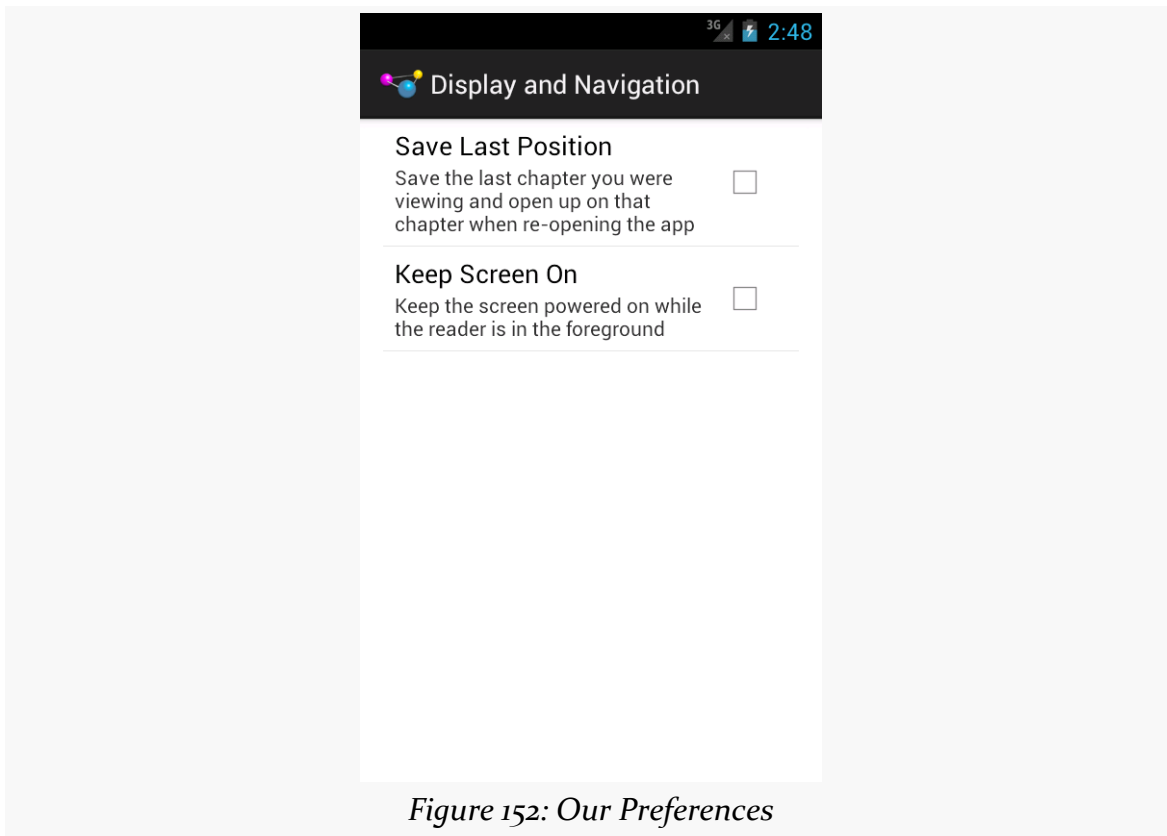 3G 2:48
Display and Navigation
Save Last Position
Save the last chapter you were
viewing and open up on that
chapter when re-opening the app
Keep Screen On
Keep the screen powered on while
the reader is in the foreground
Figure 152: Our Preferences